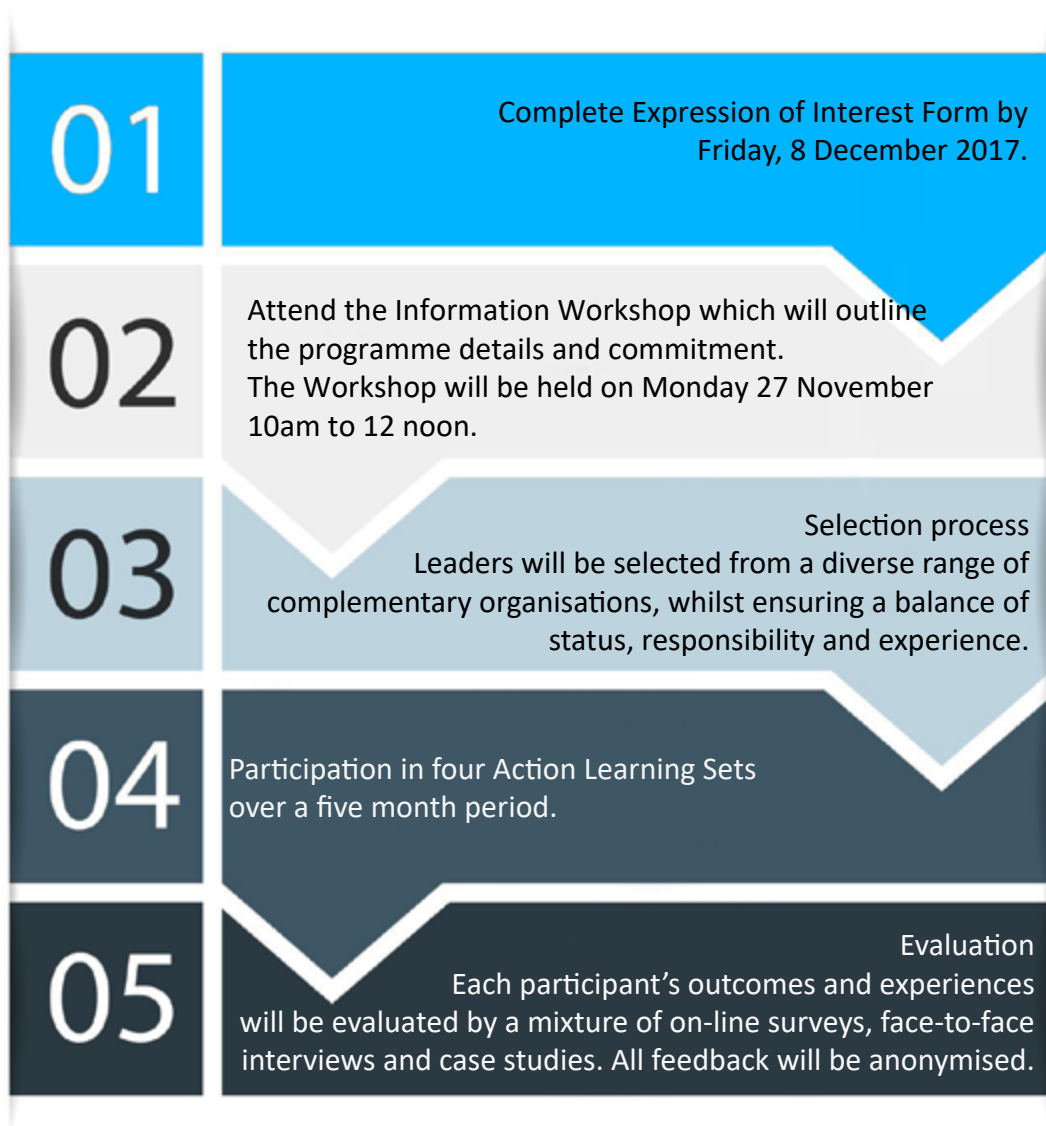 01
Complete Expression of Interest Form by
Friday, 8 December 2017.
02
Attend the Information Workshop which will outline
the programme details and commitment.
The Workshop will be held on Monday 27 November
10am to 12 noon.
03
Selection process
Leaders will be selected from a diverse range of
complementary organisations, whilst ensuring a balance of
status, responsibility and experience.
04
Participation in four Action Learning Sets
over a five month period.
05
Evaluation
Each participant’s outcomes and experiences
will be evaluated by a mixture of on-line surveys, face-to-face
interviews and case studies. All feedback will be anonymised.